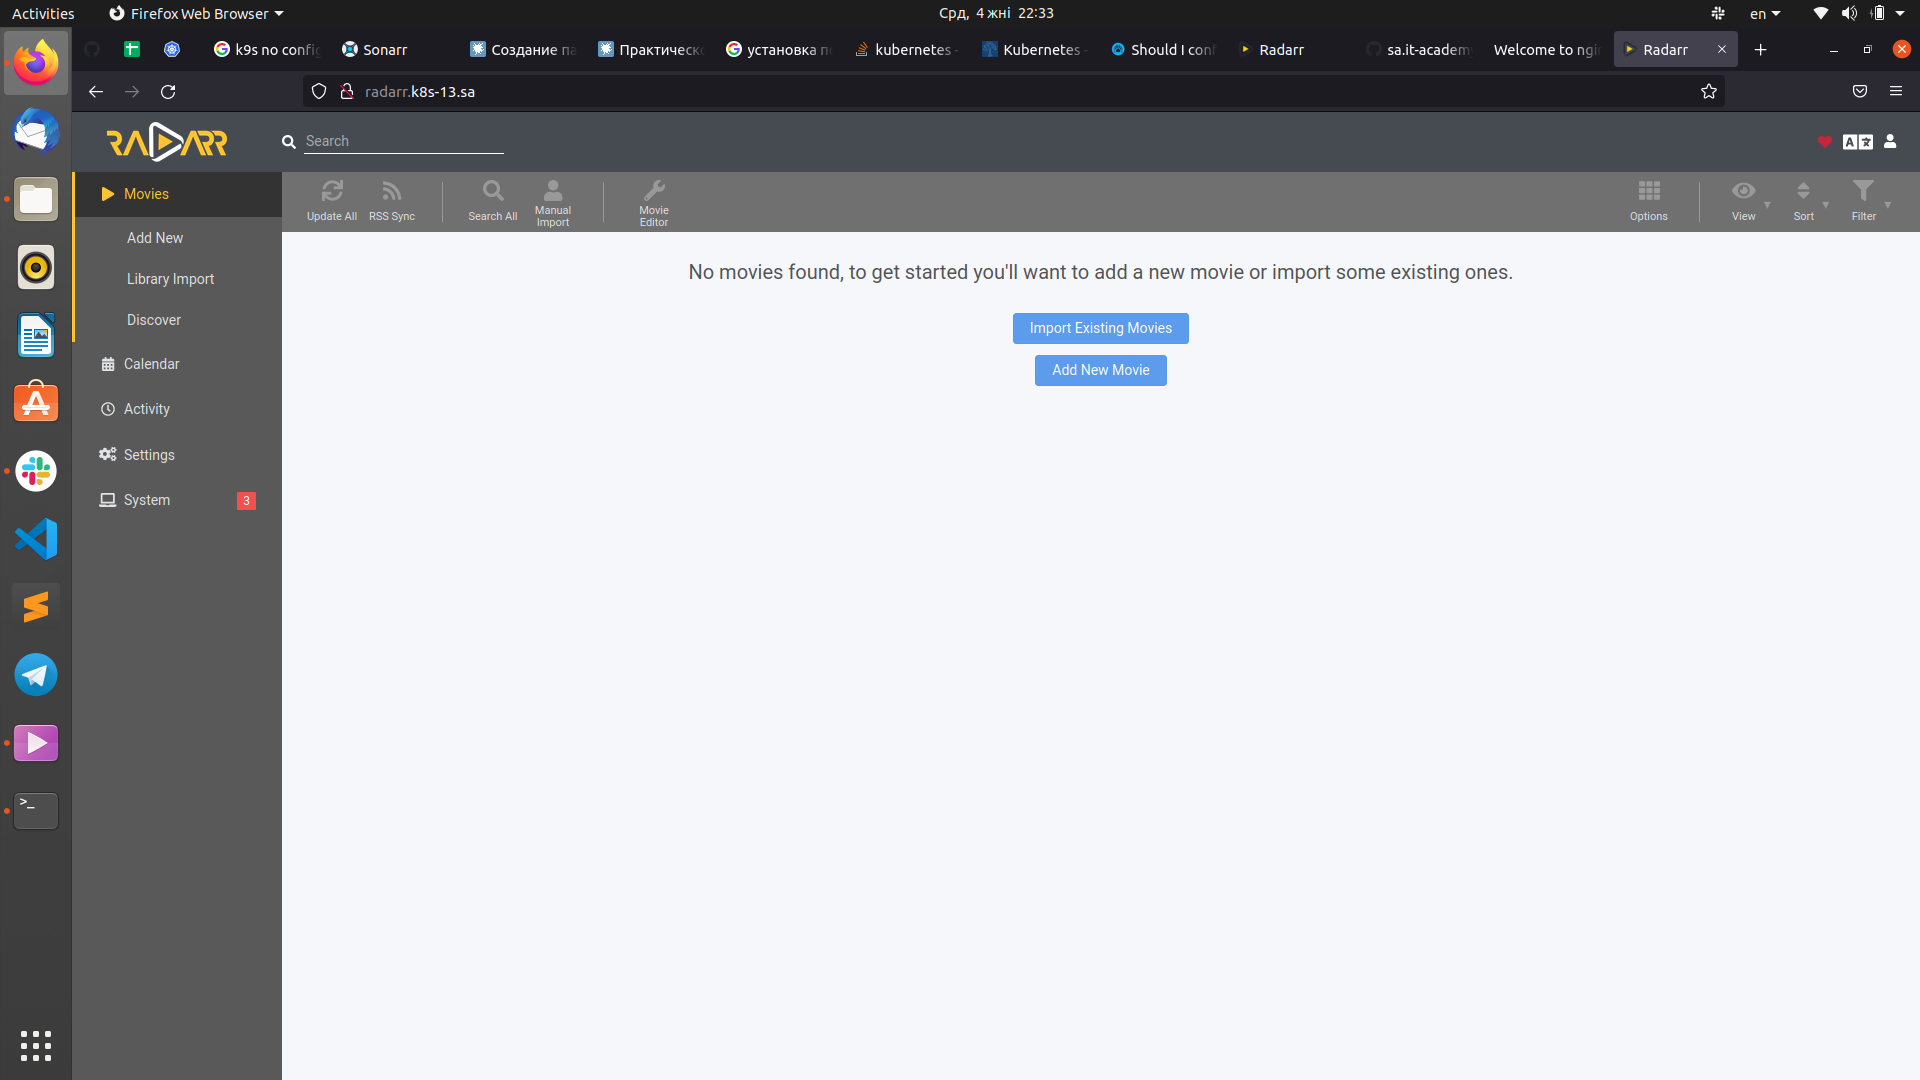 Activities
Firefox Web Browser
Срд, 4 жні 22:33
en
k9s no config
Sonarr
Создание па
Практическ
установка п
kubernetes -
Kubernetes -
Should I conf
Radarr
sa.it-academ
Welcome to ngi
Radarr
radarr.k8s-13.sa
RADARR
Search
Movies
Add New
Library Import
Discover
Calendar
Activity
Settings
System
3
Update All
RSS Sync
Search All
Manual
Import
Movie
Editor
Options
View
Sort
Filter
No movies found, to get started you'll want to add a new movie or import some existing ones.
Import Existing Movies
Add New Movie